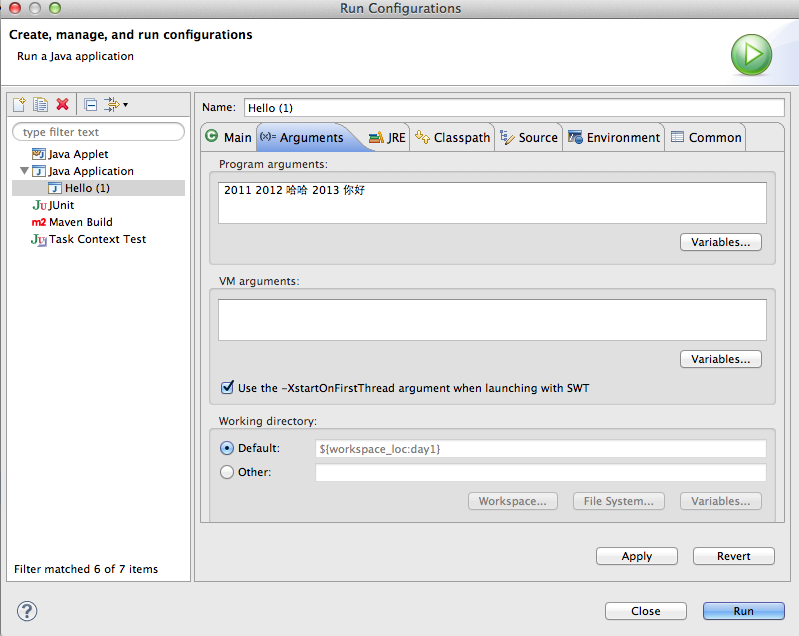 Run Configurations
Create, manage, and run configurations
Run a Java application
type filter text
Java Applet
Java Application
Hello (1)
JUnit
m2 Maven Build
Task Context Test
Filter matched 6 of 7 items
Name: Hello (1)
Main (x)= Arguments JRE Classpath Source Environment Common
Program arguments:
2011 2012 哈哈 2013 你好
Variables...
VM arguments:
Variables...
Use the -XstartOnFirstThread argument when launching with SWT
Working directory:
Default: ${workspace_loc:day1}
Other:
Workspace... File System... Variables...
Apply Revert
? Close Run